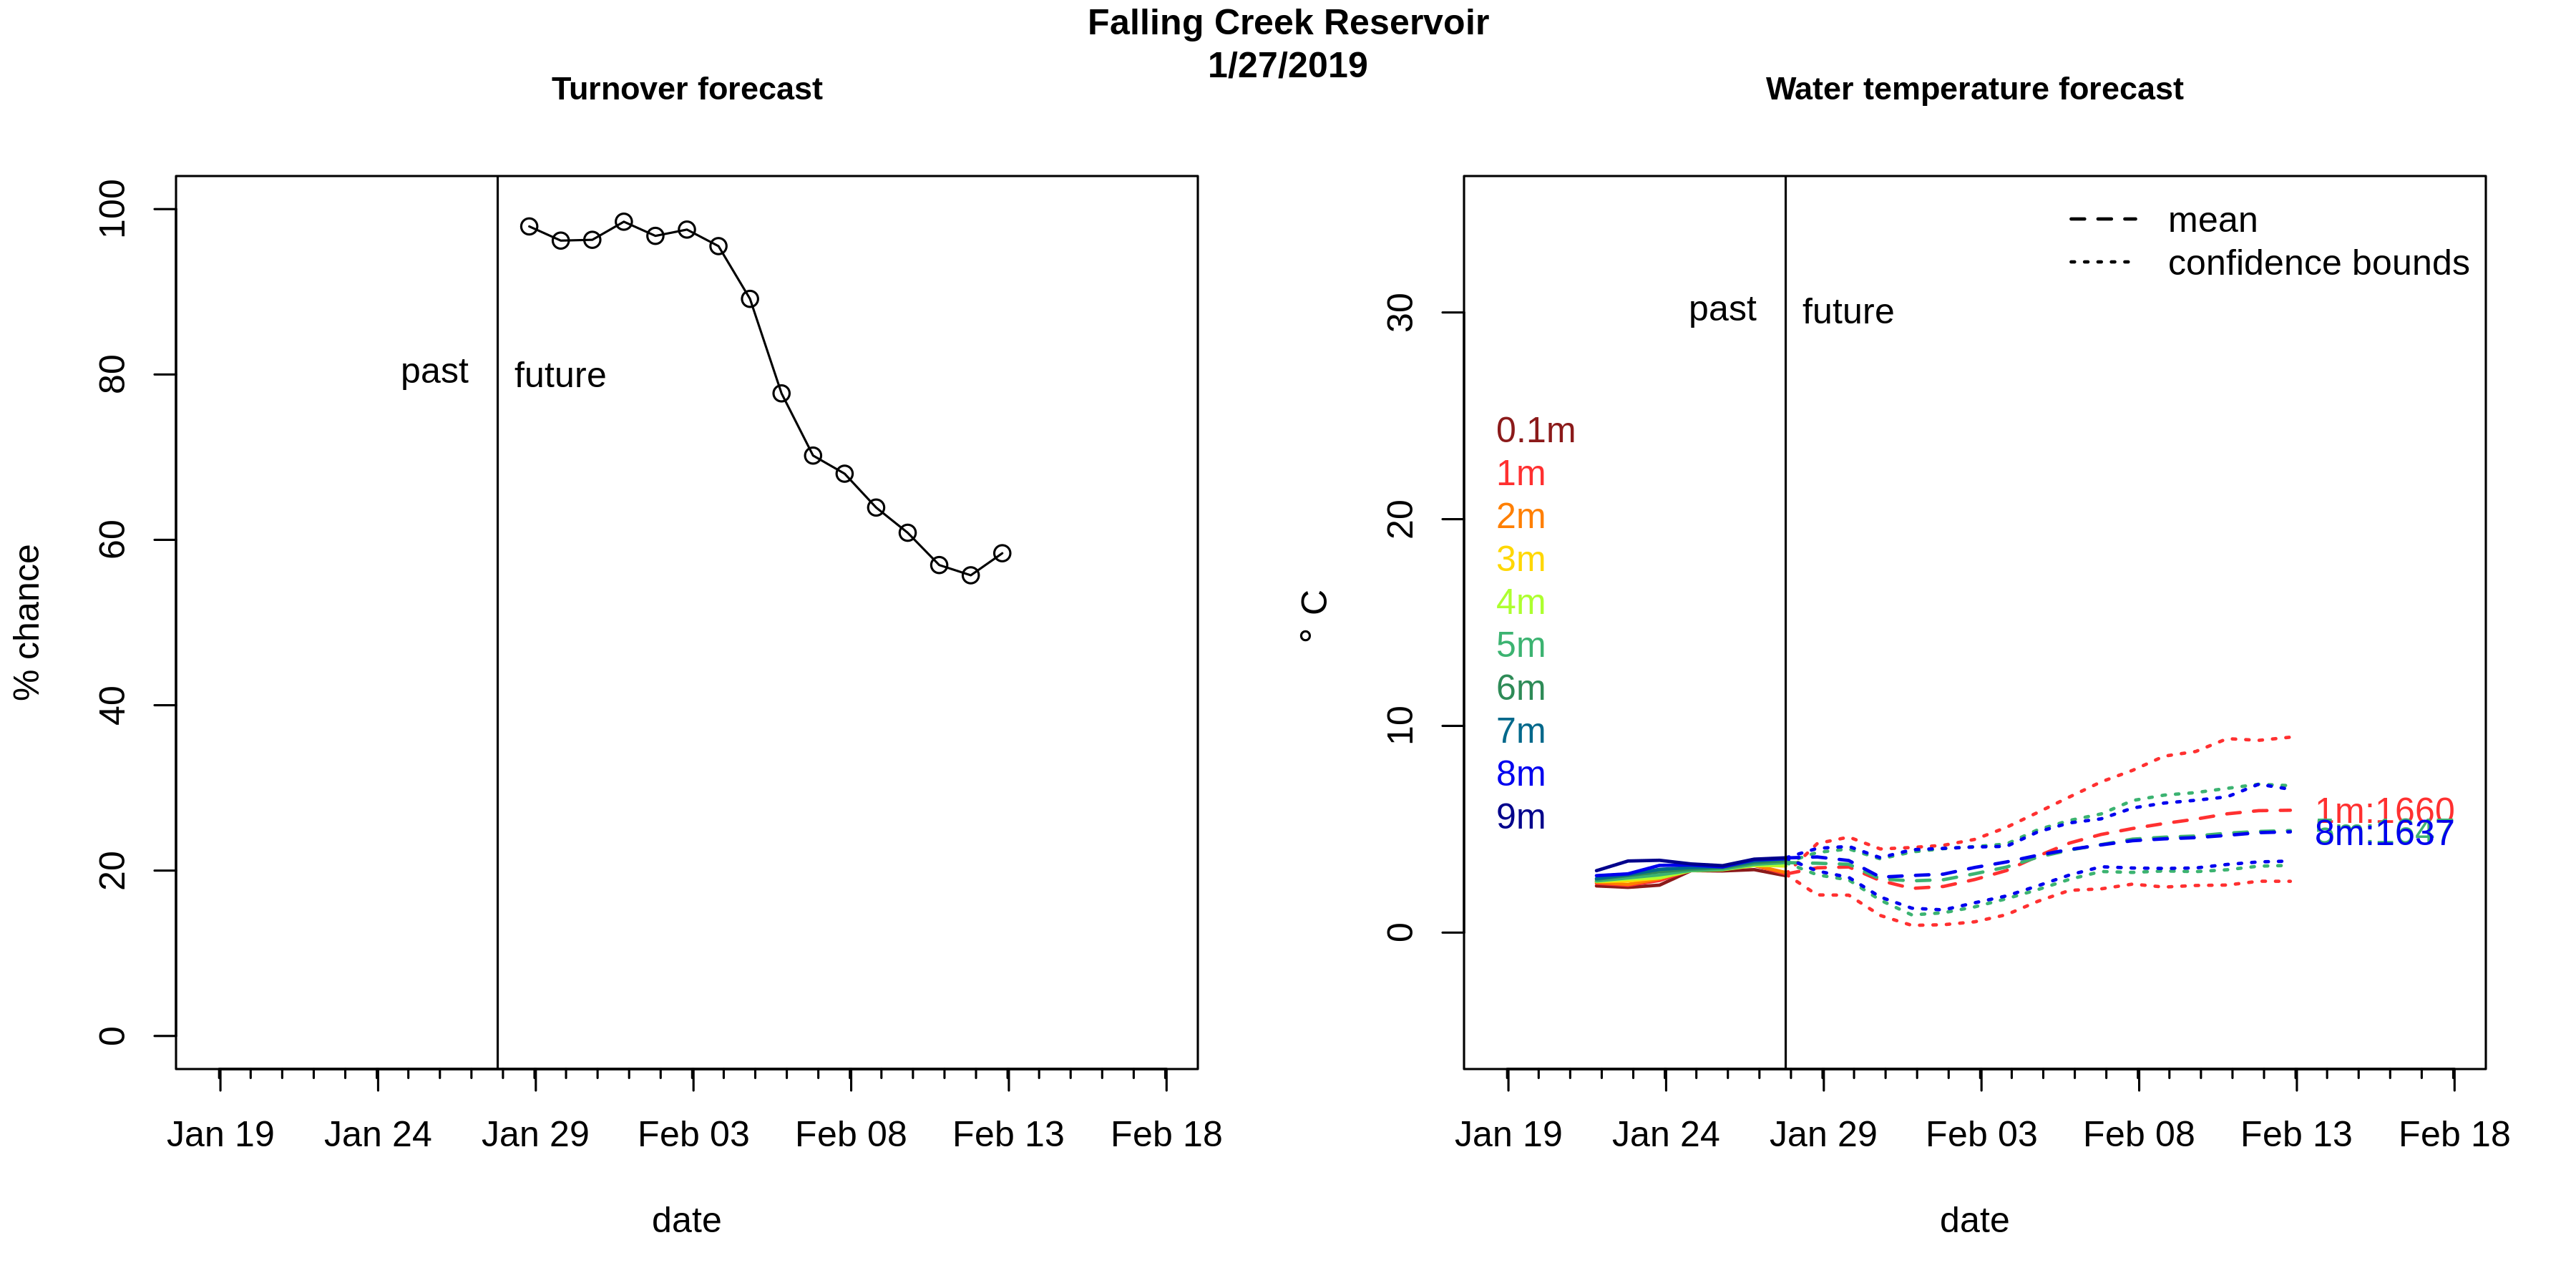 Falling Creek Reservoir
1/27/2019
Turnover forecast
% chance
100
80
60
40
20
0
past
future
Jan 19
Jan 24
Jan 29
Feb 03
Feb 08
Feb 13
Feb 18
date
Water temperature forecast
° C
30
20
10
0
mean
confidence bounds
past
future
0.1m
1m
2m
3m
4m
5m
6m
7m
8m
9m
1m:1660
8m:1637
Jan 19
Jan 24
Jan 29
Feb 03
Feb 08
Feb 13
Feb 18
date